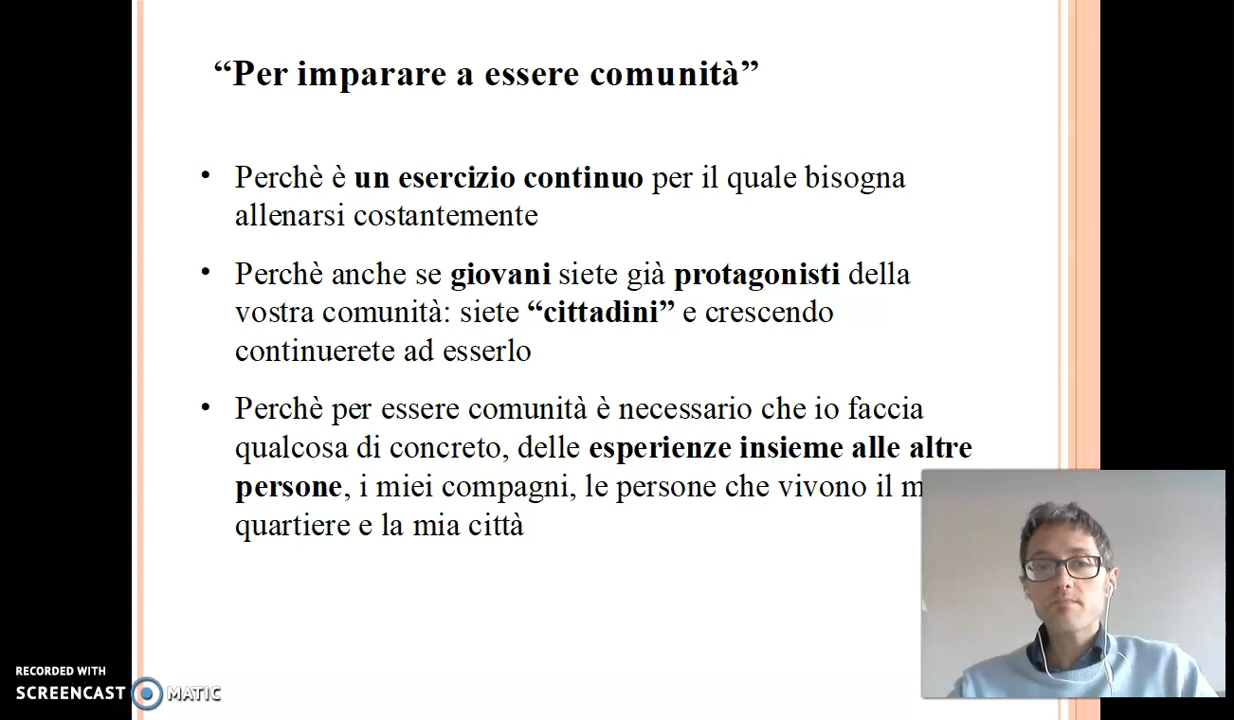 “Per imparare a essere comunità”
• Perchè è un esercizio continuo per il quale bisogna
allenarsi costantemente
• Perchè anche se giovani siete già protagonisti della
vostra comunità: siete “cittadini” e crescendo
continuerete ad esserlo
• Perchè per essere comunità è necessario che io faccia
qualcosa di concreto, delle esperienze insieme alle altre
persone, i miei compagni, le persone che vivono il
quartiere e la mia città
RECORDED WITH
SCREENCAST MATIC